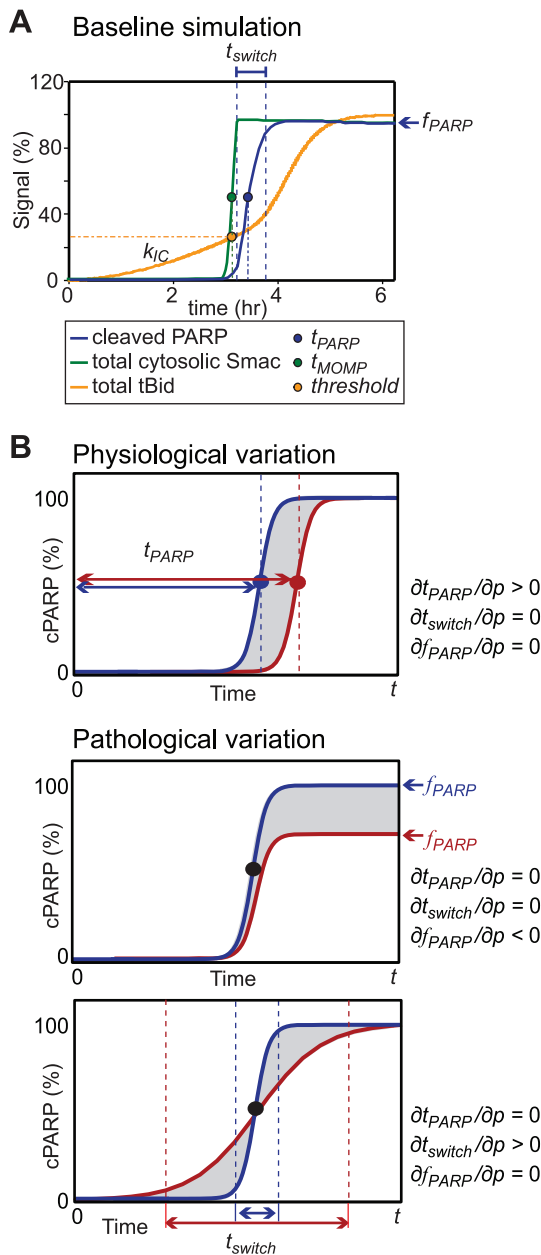 A
Baseline simulation
t_switch
120
80
40
0
Signal (%)
f_PARP
k_IC
0
2
4
6
time (hr)
cleaved PARP
t_PARP
total cytosolic Smac
t_MOMP
total tBid
threshold
B
Physiological variation
100
0
cPARP (%)
t_PARP
0
Time
t
∂t_PARP/∂p > 0
∂t_switch/∂p = 0
∂f_PARP/∂p = 0
Pathological variation
100
0
cPARP (%)
f_PARP
f_PARP
0
Time
t
∂t_PARP/∂p = 0
∂t_switch/∂p = 0
∂f_PARP/∂p < 0
100
0
cPARP (%)
0
Time
t
t_switch
∂t_PARP/∂p = 0
∂t_switch/∂p > 0
∂f_PARP/∂p = 0